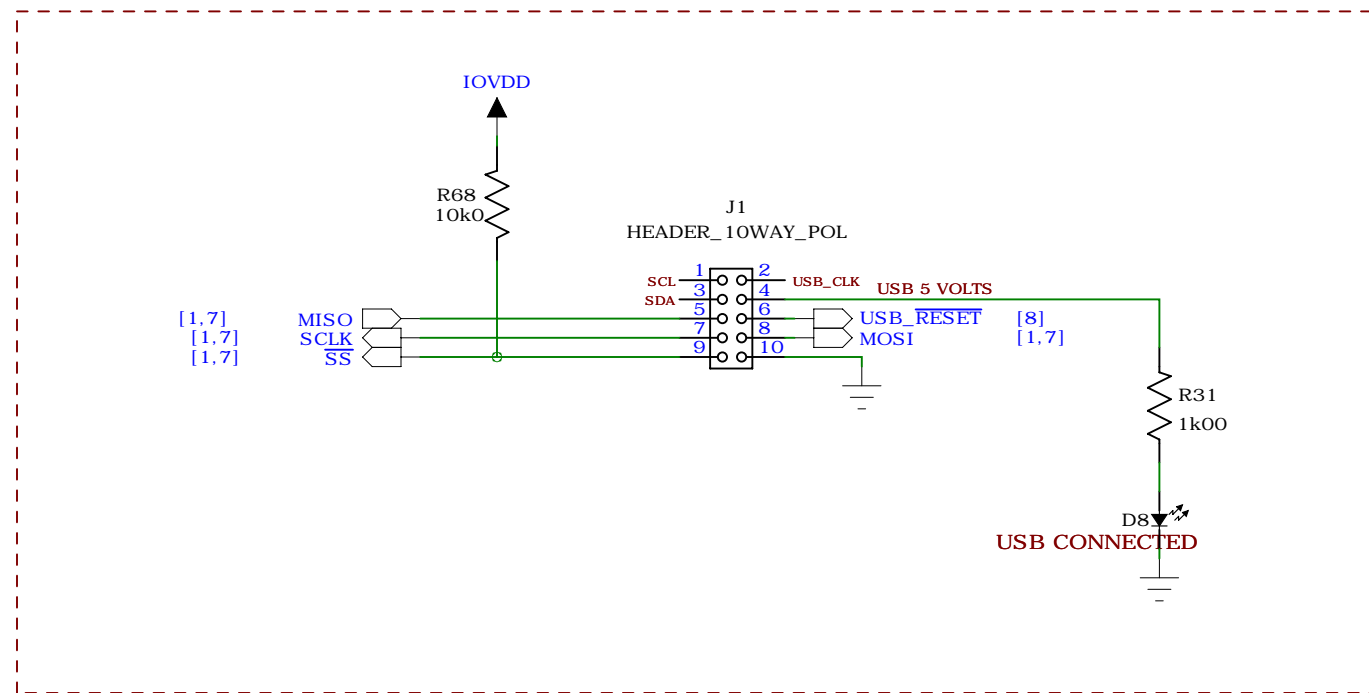 IOVDD
R68
10k0
J1
HEADER_10WAY_POL
1 2
SCL USB_CLK
3 4
SDA USB 5 VOLTS
[1,7] MISO 5 6 USB_RESET [8]
[1,7] SCLK 7 8 MOSI [1,7]
[1,7] SS 9 10
R31
1k00
D8
USB CONNECTED